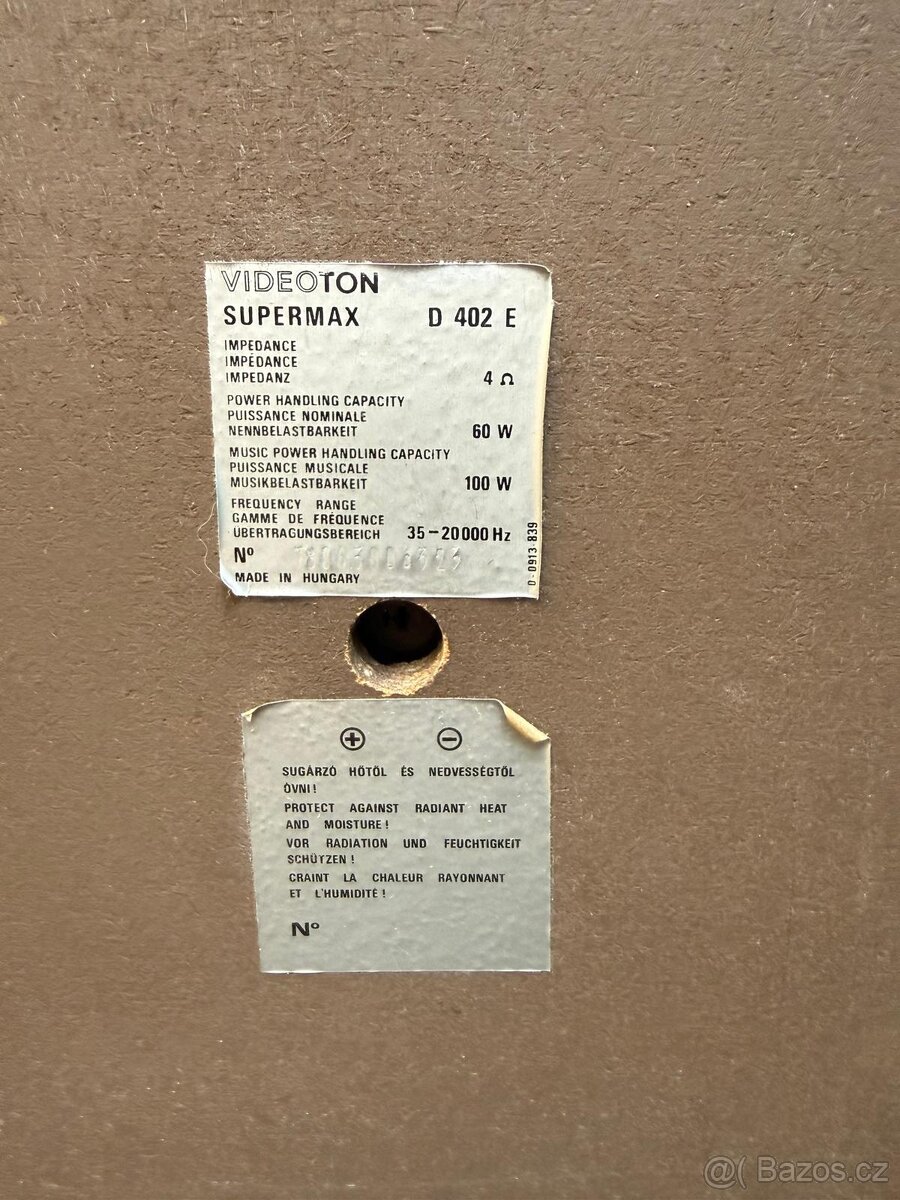 VIDEOTON
SUPERMAX D 402 E
IMPEDANCE
IMPÉDANCE
IMPEDANZ 4 Ω
POWER HANDLING CAPACITY
PUISSANCE NOMINALE
NENNBELASTBARKEIT 60 W
MUSIC POWER HANDLING CAPACITY
PUISSANCE MUSICALE
MUSIKBELASTBARKEIT 100 W
FREQUENCY RANGE
GAMME DE FRÉQUENCE
ÜBERTRAGUNGSBEREICH 35-20000 Hz
Nº
MADE IN HUNGARY
D-0913-839
⊕ ⊖
SUGÁRZÓ HŐTŐL ÉS NEDVESSÉGTŐL
ÓVNI!
PROTECT AGAINST RADIANT HEAT
AND MOISTURE!
VOR RADIATION UND FEUCHTIGKEIT
SCHÜTZEN!
CRAINT LA CHALEUR RAYONNANT
ET L'HUMIDITÉ!
Nº
@( Bazos.cz